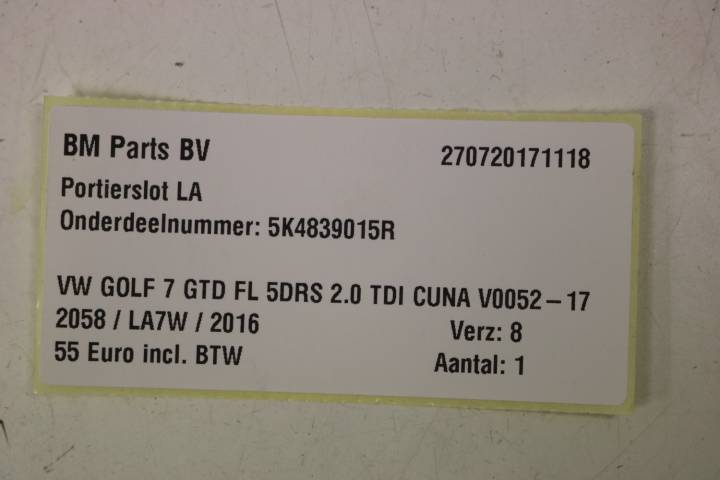 BM Parts BV 270720171118
Portierslot LA
Onderdeelnummer: 5K4839015R
VW GOLF 7 GTD FL 5DRS 2.0 TDI CUNA V0052-17
2058 / LA7W / 2016 Verz: 8
55 Euro incl. BTW Aantal: 1